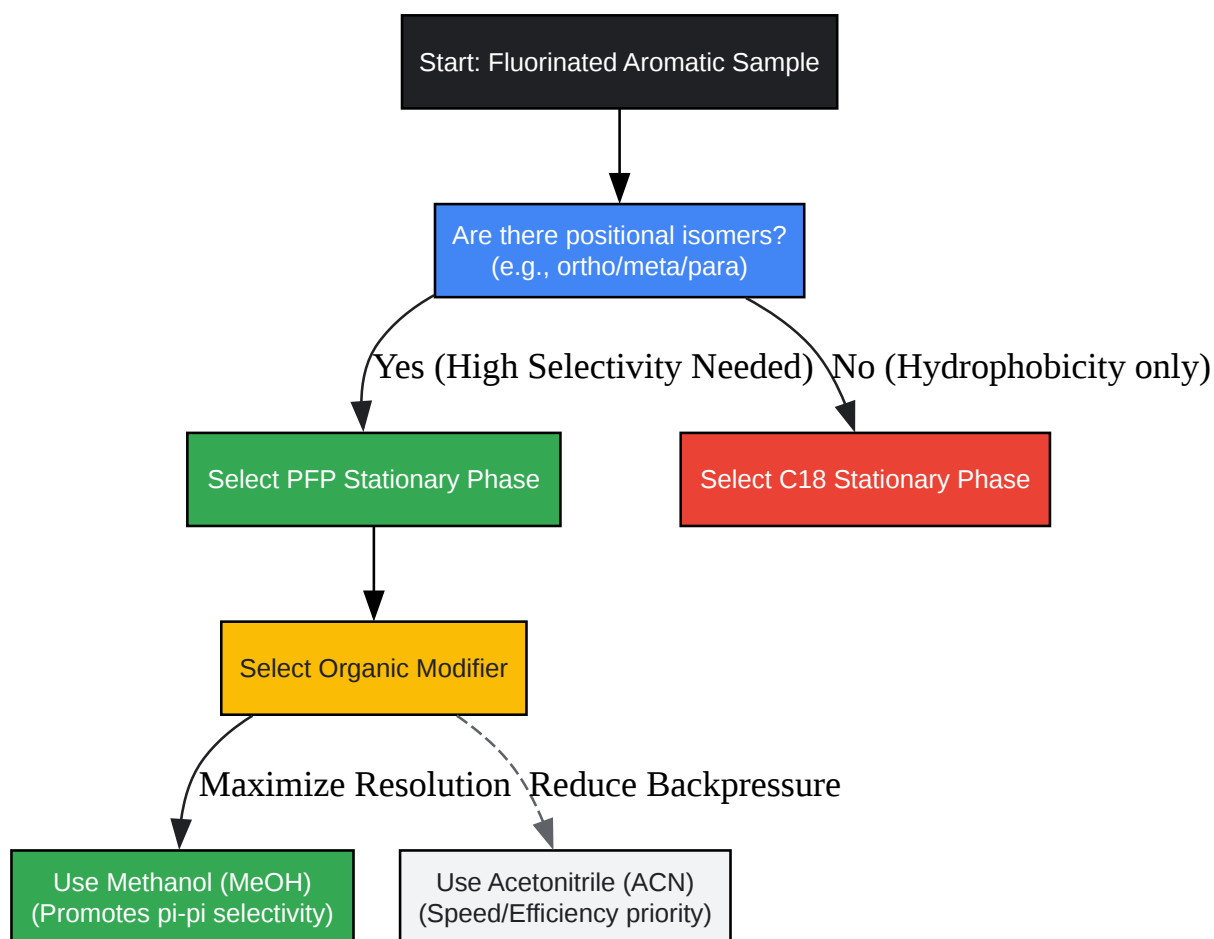 Start: Fluorinated Aromatic Sample
Are there positional isomers?
(e.g., ortho/meta/para)
Yes (High Selectivity Needed)
No (Hydrophobicity only)
Select PFP Stationary Phase
Select C18 Stationary Phase
Select Organic Modifier
Maximize Resolution
Reduce Backpressure
Use Methanol (MeOH)
(Promotes pi-pi selectivity)
Use Acetonitrile (ACN)
(Speed/Efficiency priority)